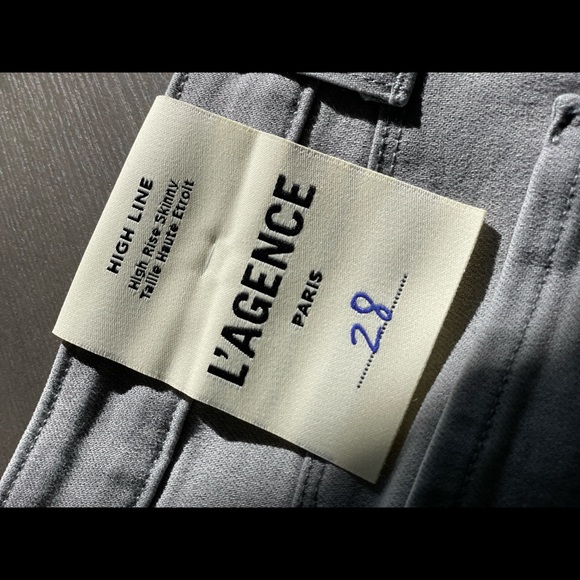 HIGH LINE
High Rise Skinny
Taille Haute Etroit
L'AGENCE
PARIS
28